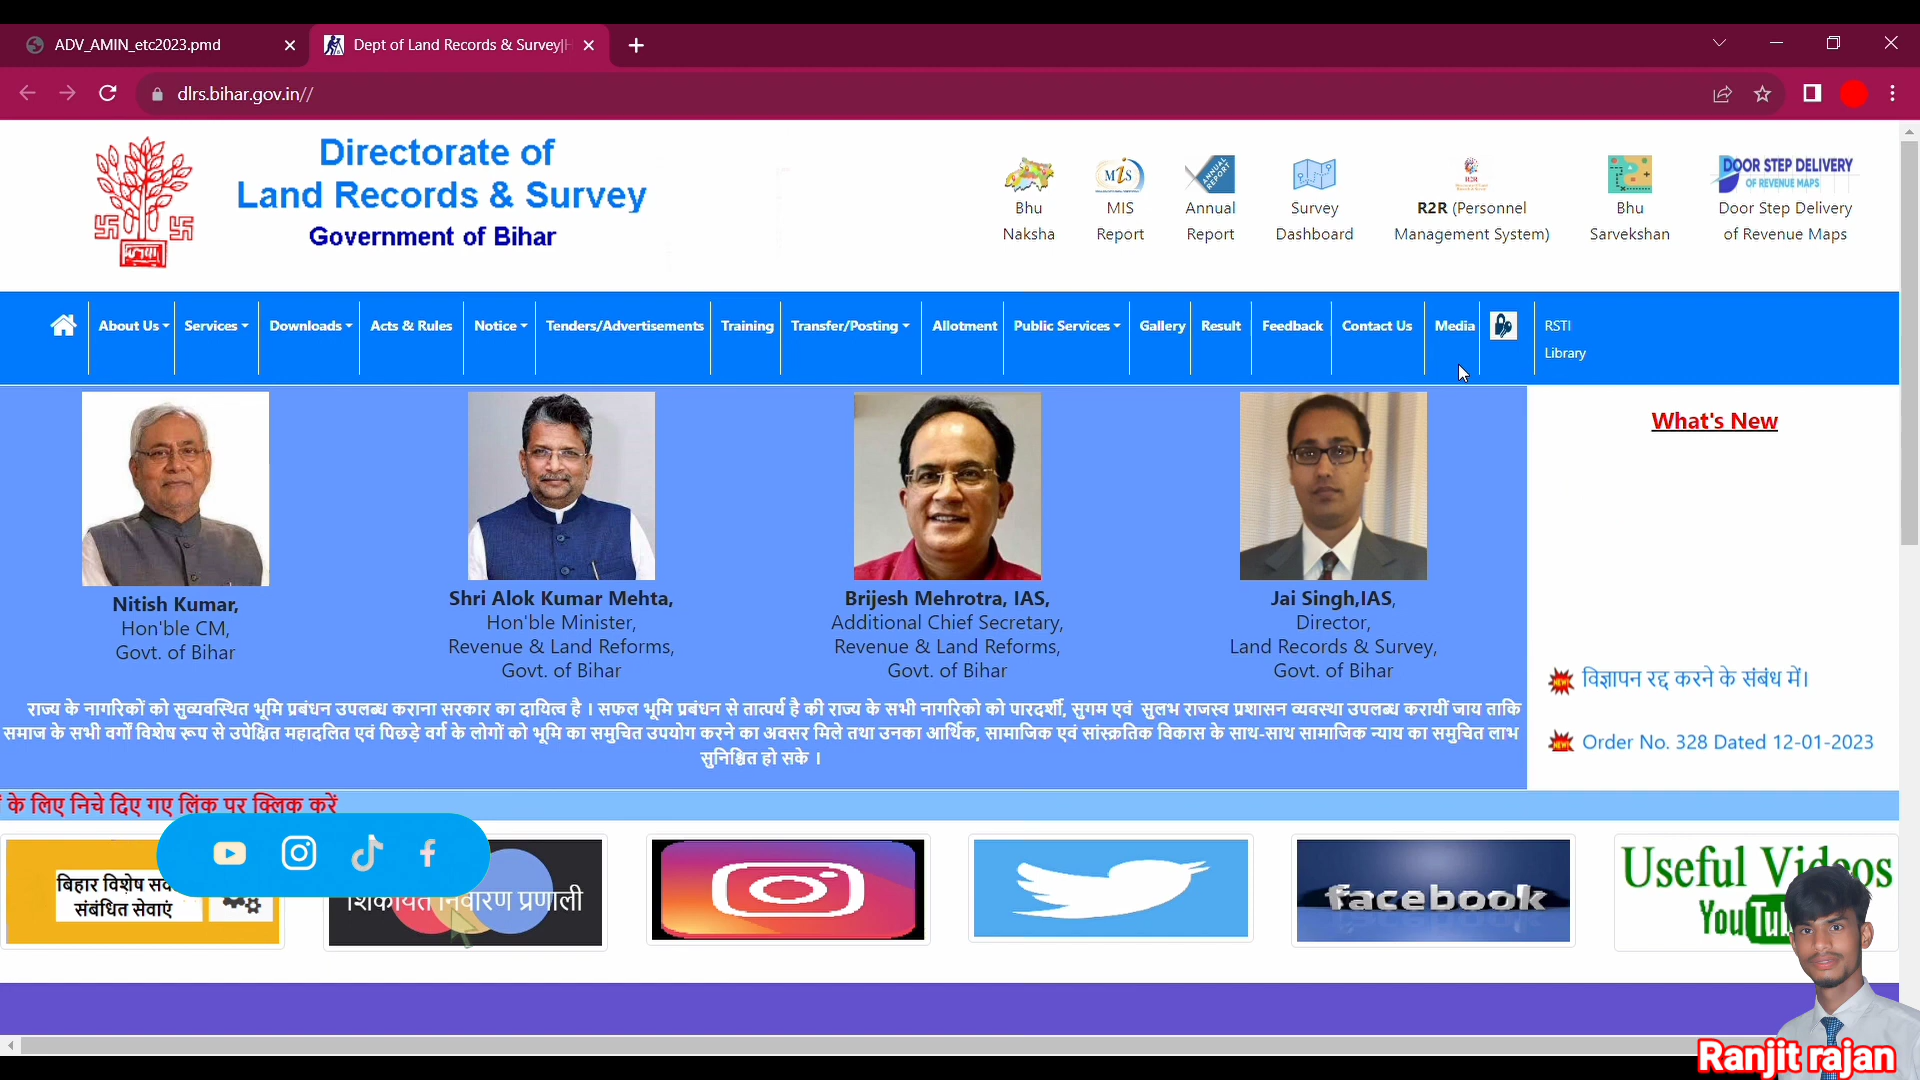 ADV_AMIN_etc2023.pmd
Dept of Land Records & Survey|H
dlrs.bihar.gov.in//
Directorate of
Land Records & Survey
Government of Bihar
Bhu
Naksha
MIS
MIS
Report
ANNUAL
REPORT
Annual
Report
Survey
Dashboard
R2R
R2R (Personnel
Management System)
Bhu
Sarvekshan
DOOR STEP DELIVERY
OF REVENUE MAPS
Door Step Delivery
of Revenue Maps
About Us
Services
Downloads
Acts & Rules
Notice
Tenders/Advertisements
Training
Transfer/Posting
Allotment
Public Services
Gallery
Result
Feedback
Contact Us
Media
RSTI
Library
Nitish Kumar,
Hon'ble CM,
Govt. of Bihar
Shri Alok Kumar Mehta,
Hon'ble Minister,
Revenue & Land Reforms,
Govt. of Bihar
Brijesh Mehrotra, IAS,
Additional Chief Secretary,
Revenue & Land Reforms,
Govt. of Bihar
Jai Singh,IAS,
Director,
Land Records & Survey,
Govt. of Bihar
What's New
NEW
विज्ञापन रद्द करने के संबंध में।
NEW
Order No. 328 Dated 12-01-2023
राज्य के नागरिकों को सुव्यवस्थित भूमि प्रबंधन उपलब्ध कराना सरकार का दायित्व है । सफल भूमि प्रबंधन से तात्पर्य है की राज्य के सभी नागरिको को पारदर्शी, सुगम एवं सुलभ राजस्व प्रशासन व्यवस्था उपलब्ध करायीं जाय ताकि
समाज के सभी वर्गों विशेष रूप से उपेक्षित महादलित एवं पिछड़े वर्ग के लोगों को भूमि का समुचित उपयोग करने का अवसर मिले तथा उनका आर्थिक, सामाजिक एवं सांस्क्रतिक विकास के साथ-साथ सामाजिक न्याय का समुचित लाभ
सुनिश्चित हो सके ।
के लिए निचे दिए गए लिंक पर क्लिक करें
बिहार विशेष
संबंधित सेवाएं
शिकायत निवारण प्रणाली
facebook
Useful Videos
YouTu
Ranjit rajan